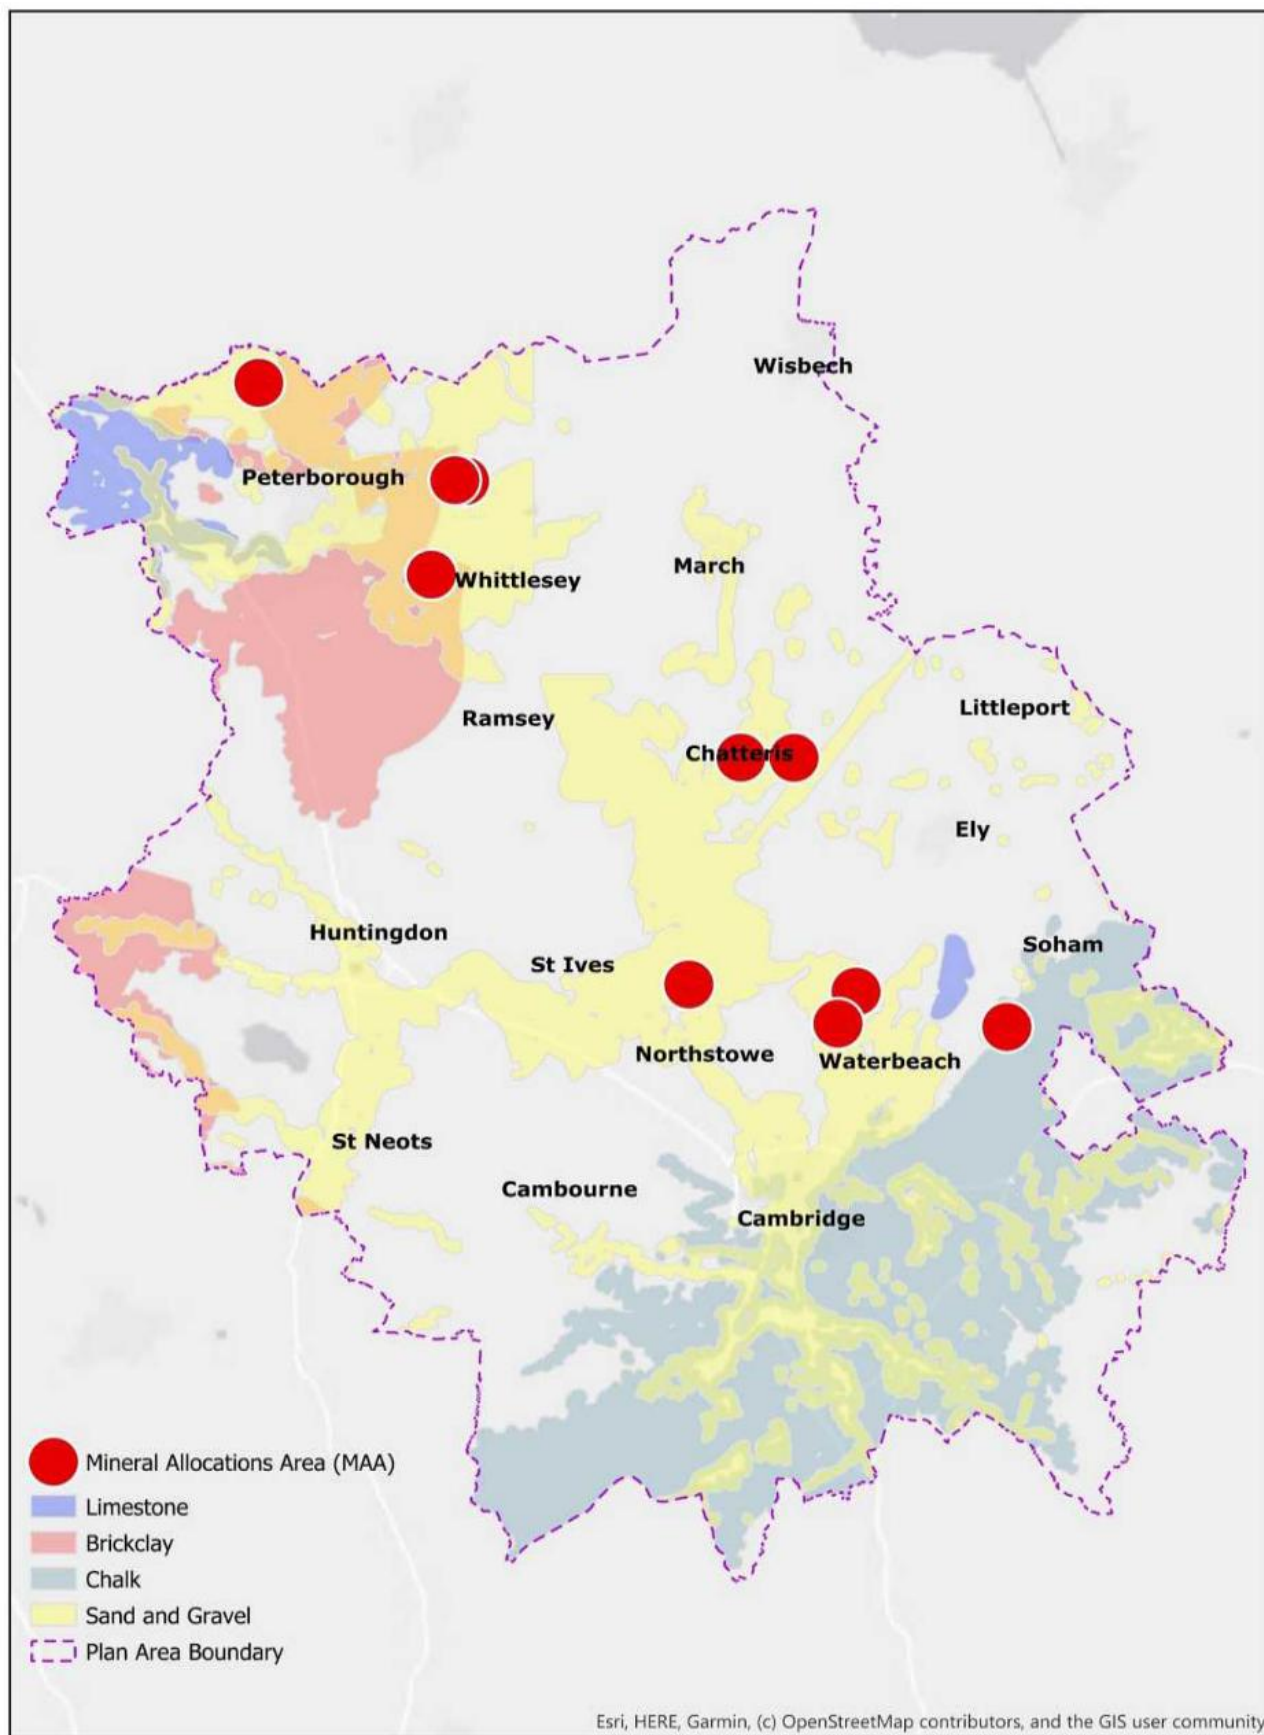 Wisbech
Peterborough
March
Whittlesey
Littleport
Ramsey
Chatteris
Ely
Huntingdon
Soham
St Ives
Northstowe
Waterbeach
St Neots
Cambourne
Cambridge
Mineral Allocations Area (MAA)
Limestone
Brickclay
Chalk
Sand and Gravel
Plan Area Boundary
Esri, HERE, Garmin, (c) OpenStreetMap contributors, and the GIS user community